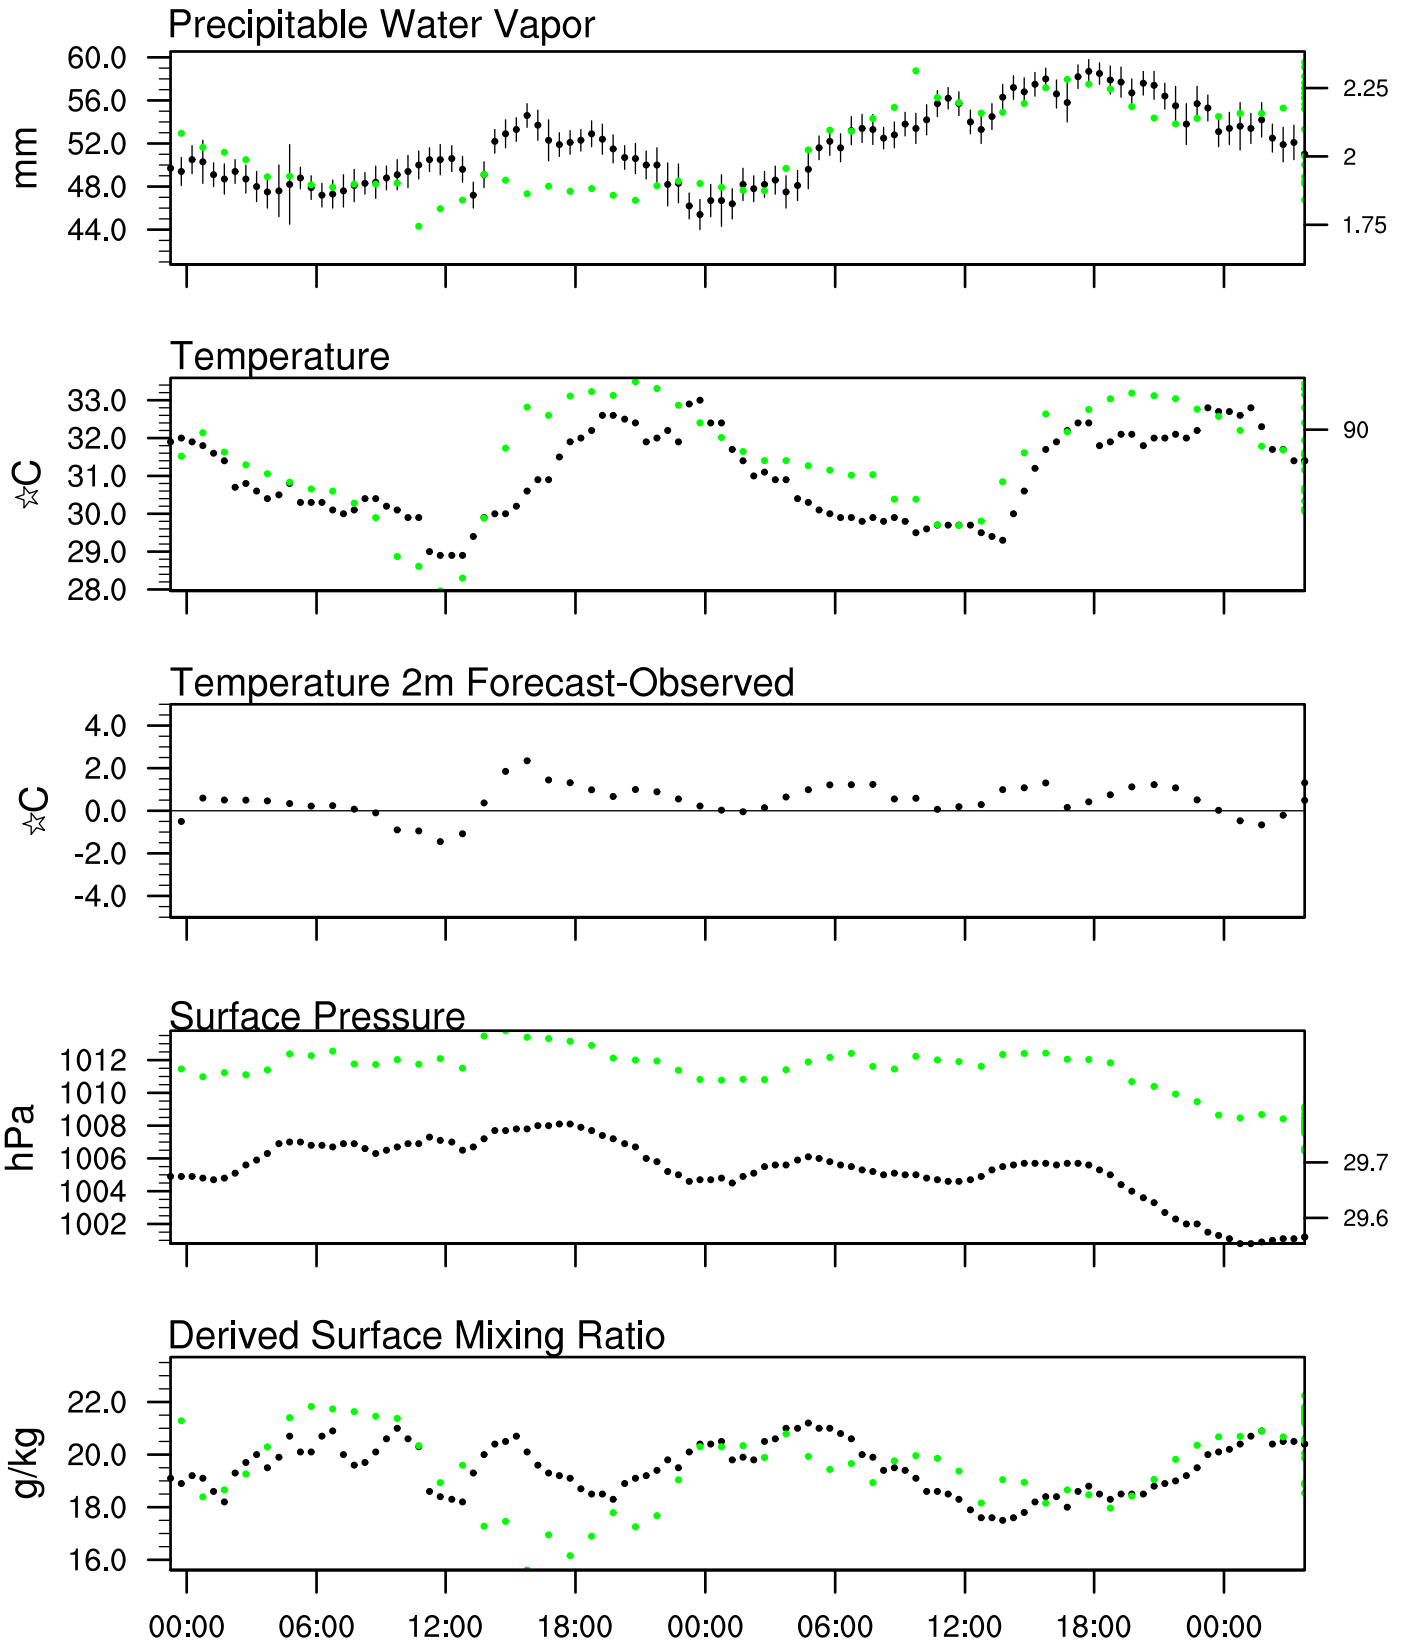 Precipitable Water Vapor
60.0
56.0
52.0
48.0
44.0
mm
2.25
2
1.75
Temperature
33.0
32.0
31.0
30.0
29.0
28.0
☆C
90
Temperature 2m Forecast-Observed
4.0
2.0
0.0
-2.0
-4.0
☆C
Surface Pressure
1012
1010
1008
1006
1004
1002
hPa
29.7
29.6
Derived Surface Mixing Ratio
22.0
20.0
18.0
16.0
g/kg
00:00 06:00 12:00 18:00 00:00 06:00 12:00 18:00 00:00